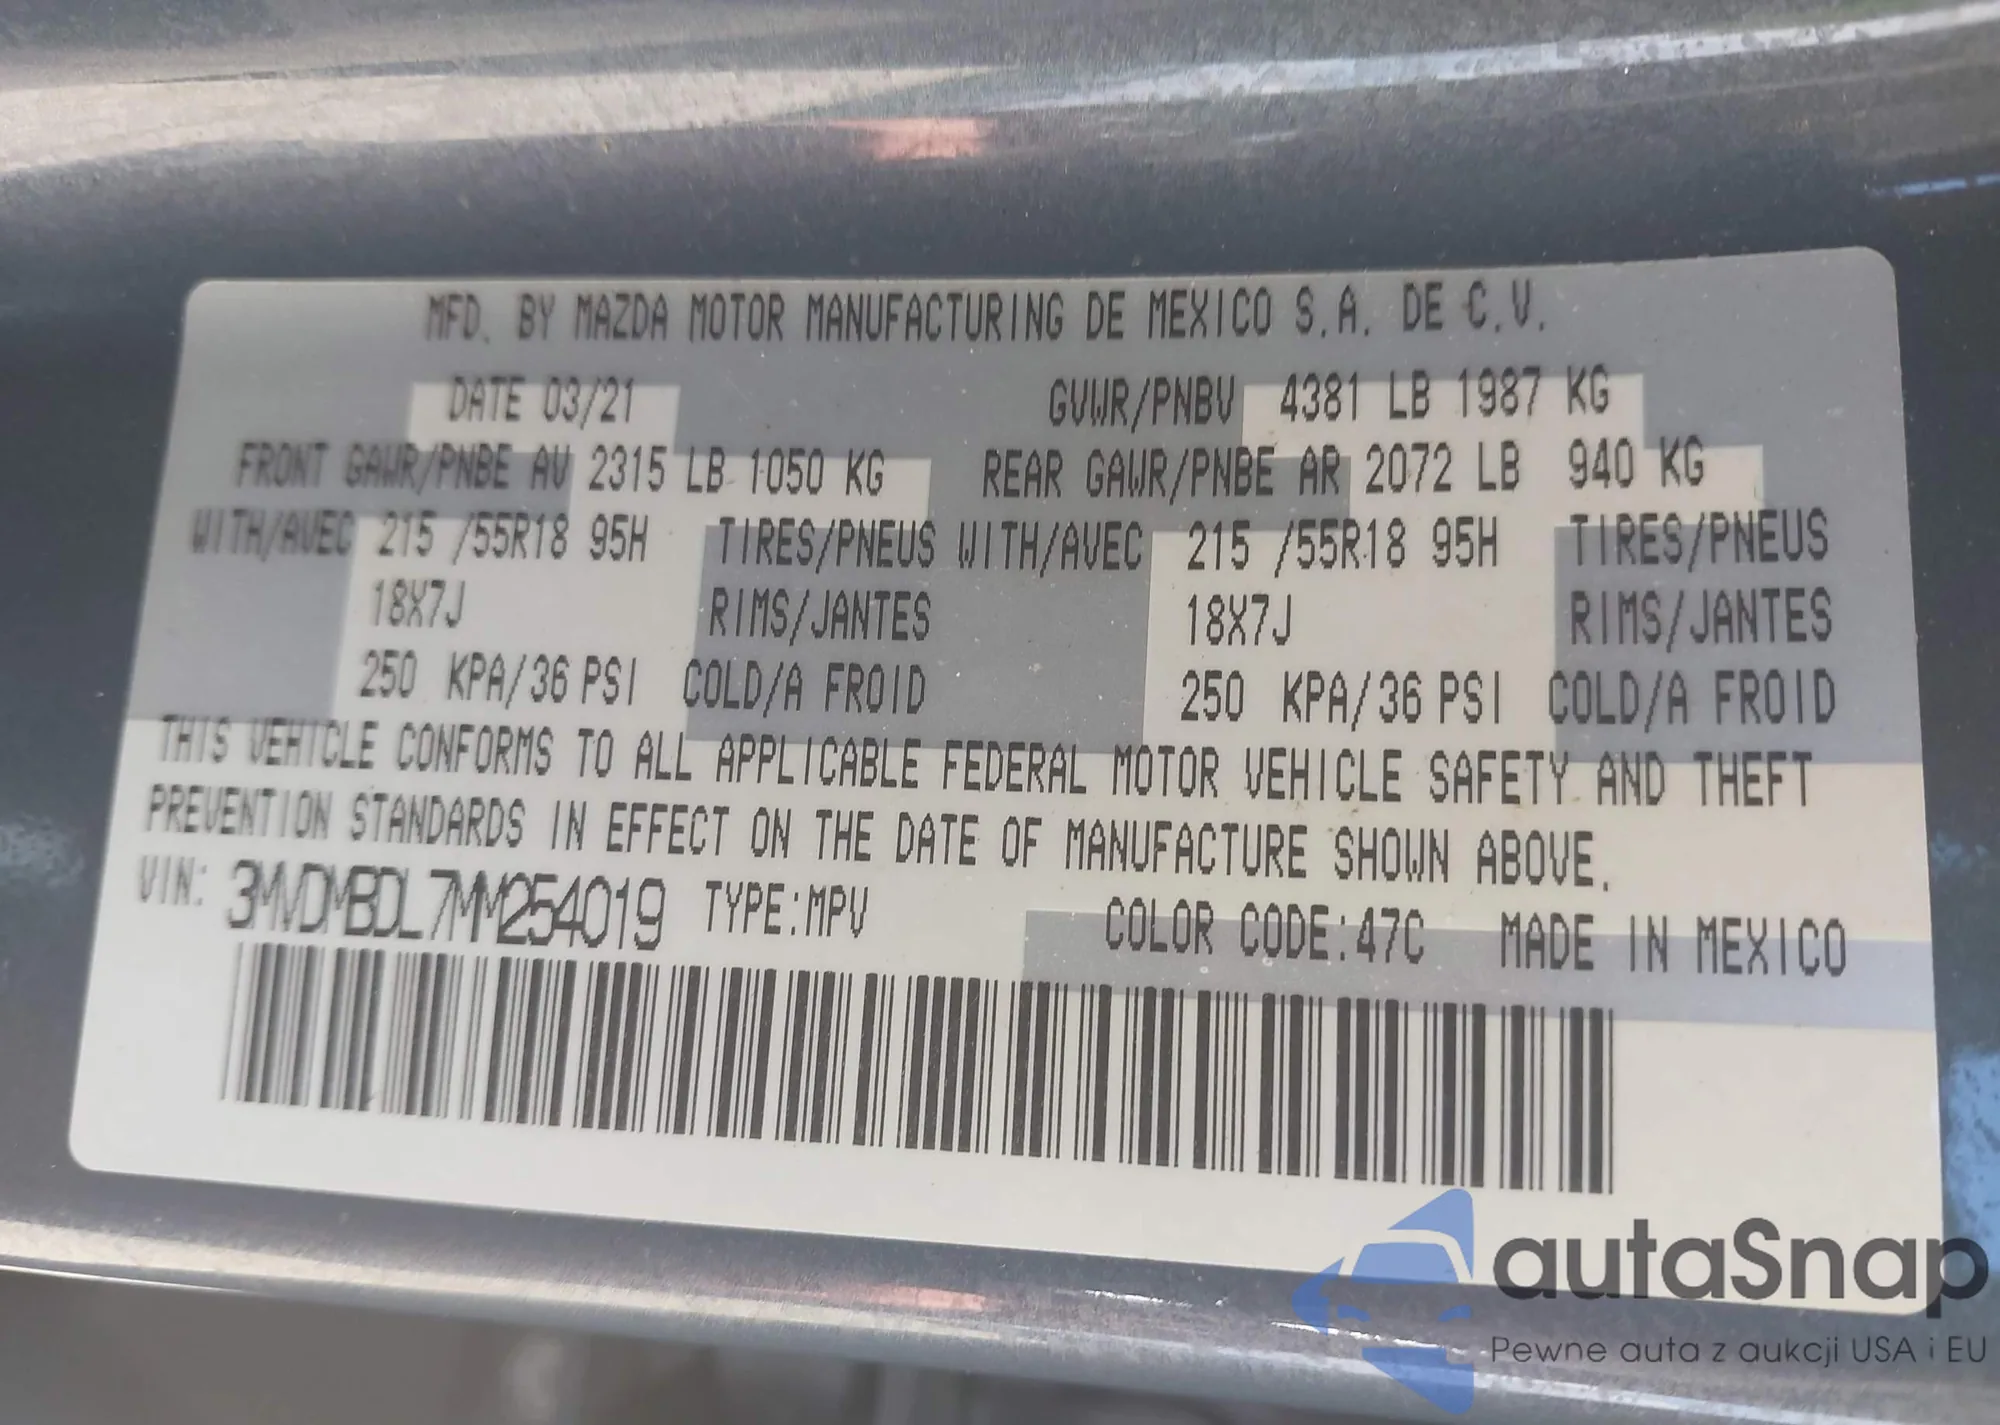 MFD. BY MAZDA MOTOR MANUFACTURING DE MEXICO S.A. DE C.V.
DATE 03/21 GVWR/PNBV 4381 LB 1987 KG
FRONT GAWR/PNBE AV 2315 LB 1050 KG REAR GAWR/PNBE AR 2072 LB 940 KG
WITH/AVEC 215 /55R18 95H TIRES/PNEUS WITH/AVEC 215 /55R18 95H TIRES/PNEUS
18X7J RIMS/JANTES 18X7J RIMS/JANTES
250 KPA/36 PSI COLD/A FROID 250 KPA/36 PSI COLD/A FROID
THIS VEHICLE CONFORMS TO ALL APPLICABLE FEDERAL MOTOR VEHICLE SAFETY AND THEFT
PREVENTION STANDARDS IN EFFECT ON THE DATE OF MANUFACTURE SHOWN ABOVE.
VIN: 3MVDMBDL7MM254019 TYPE:MPV COLOR CODE:47C MADE IN MEXICO
autaSnap
Pewne auta z aukcji USA i EU